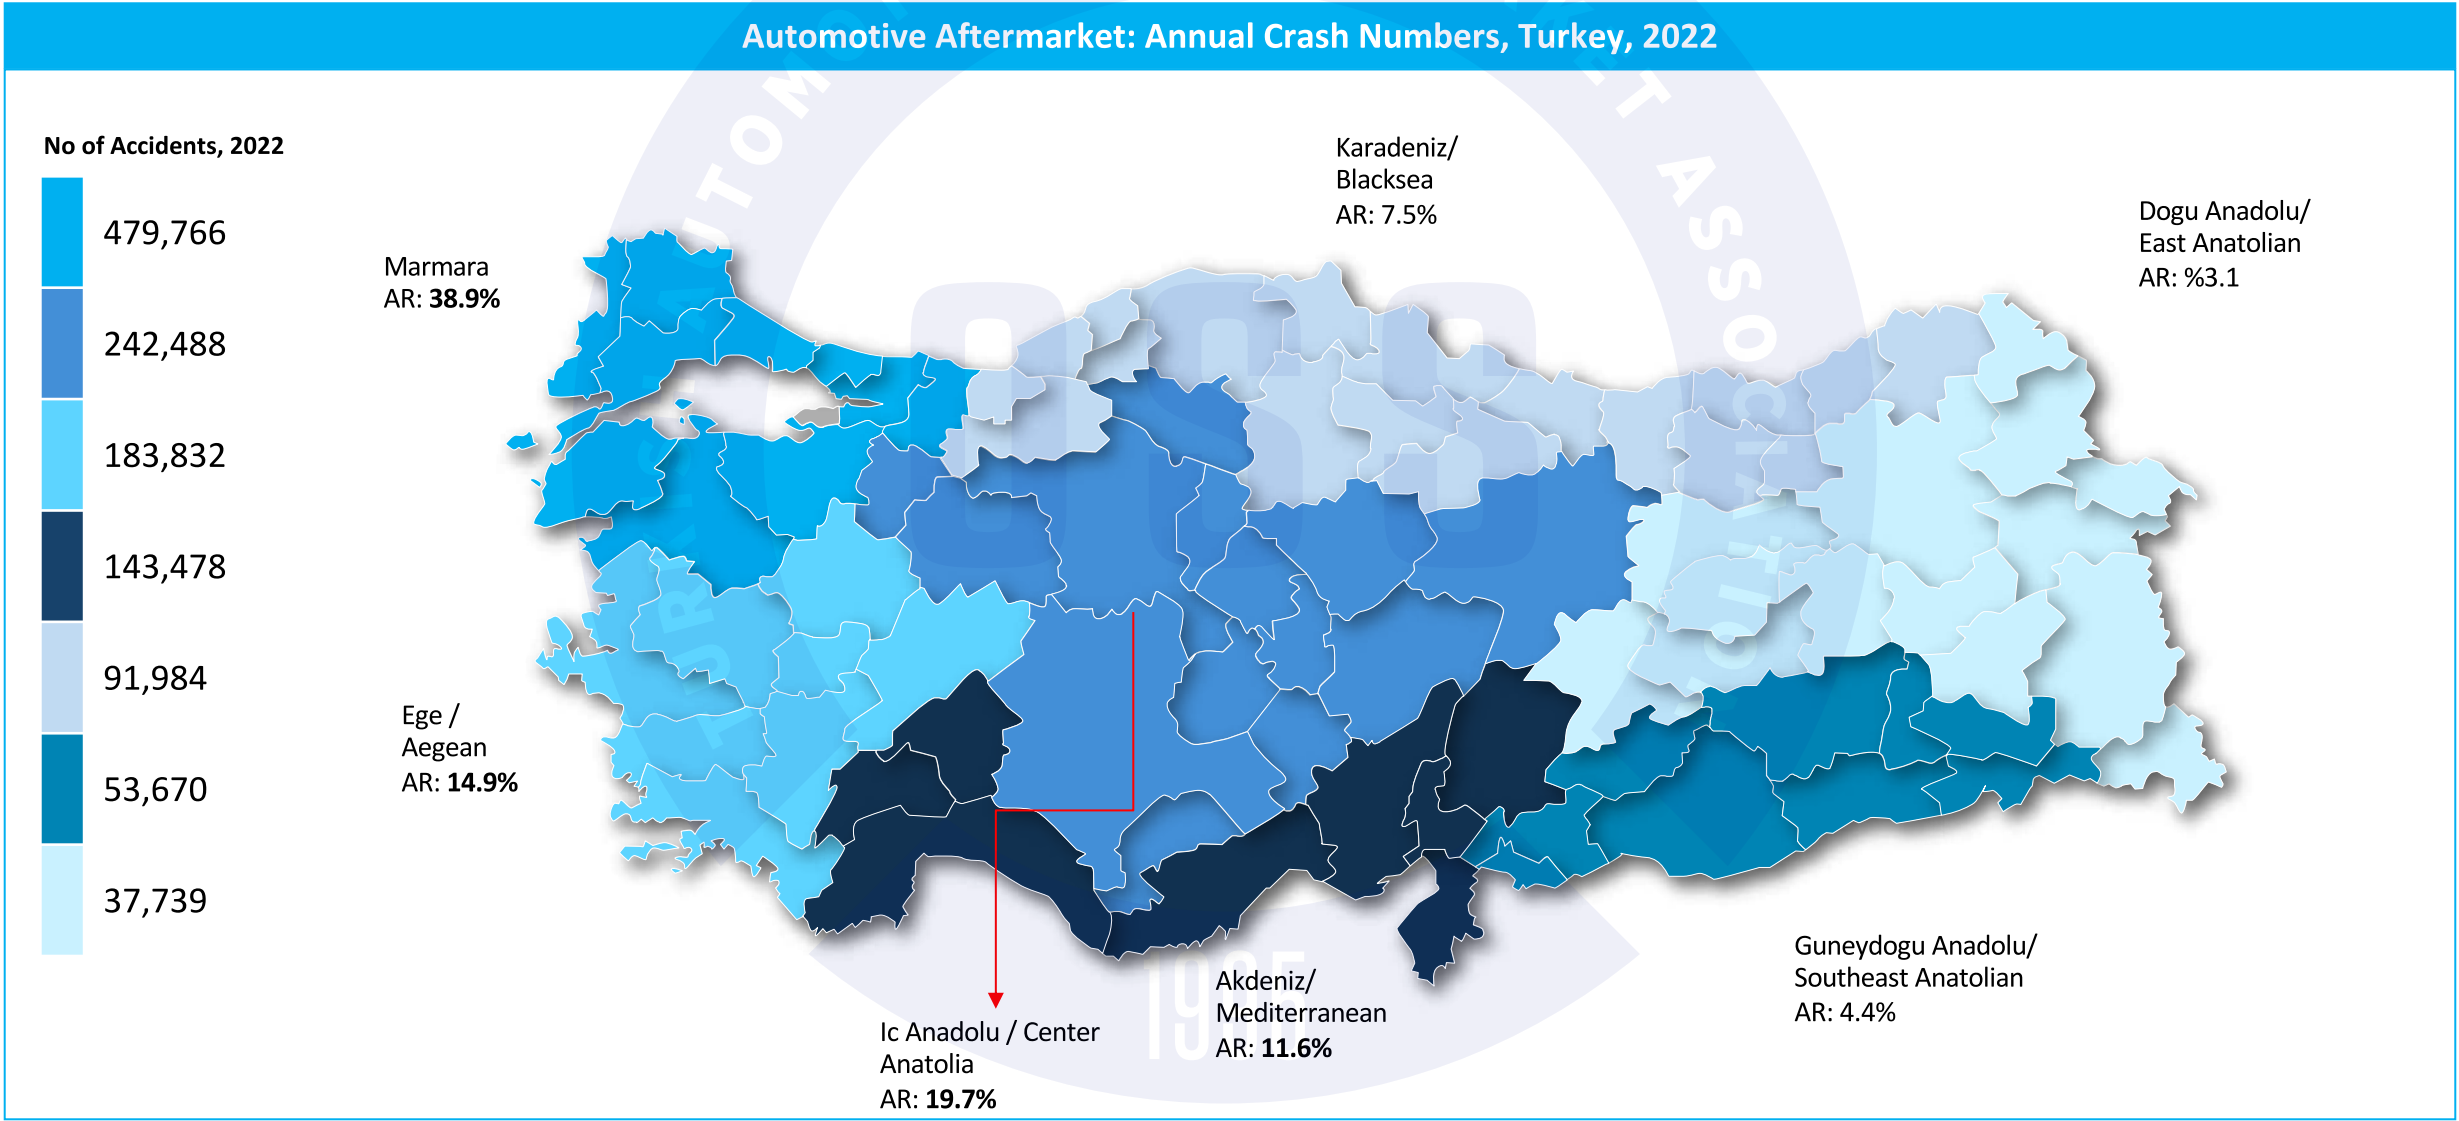 Automotive Aftermarket: Annual Crash Numbers, Turkey, 2022
No of Accidents, 2022
479,766
242,488
183,832
143,478
91,984
53,670
37,739
Marmara
AR: 38.9%
Karadeniz/
Blacksea
AR: 7.5%
Dogu Anadolu/
East Anatolian
AR: %3.1
Ege /
Aegean
AR: 14.9%
Ic Anadolu / Center
Anatolia
AR: 19.7%
Akdeniz/
Mediterranean
AR: 11.6%
Guneydogu Anadolu/
Southeast Anatolian
AR: 4.4%
OSS
ASSOCIATION